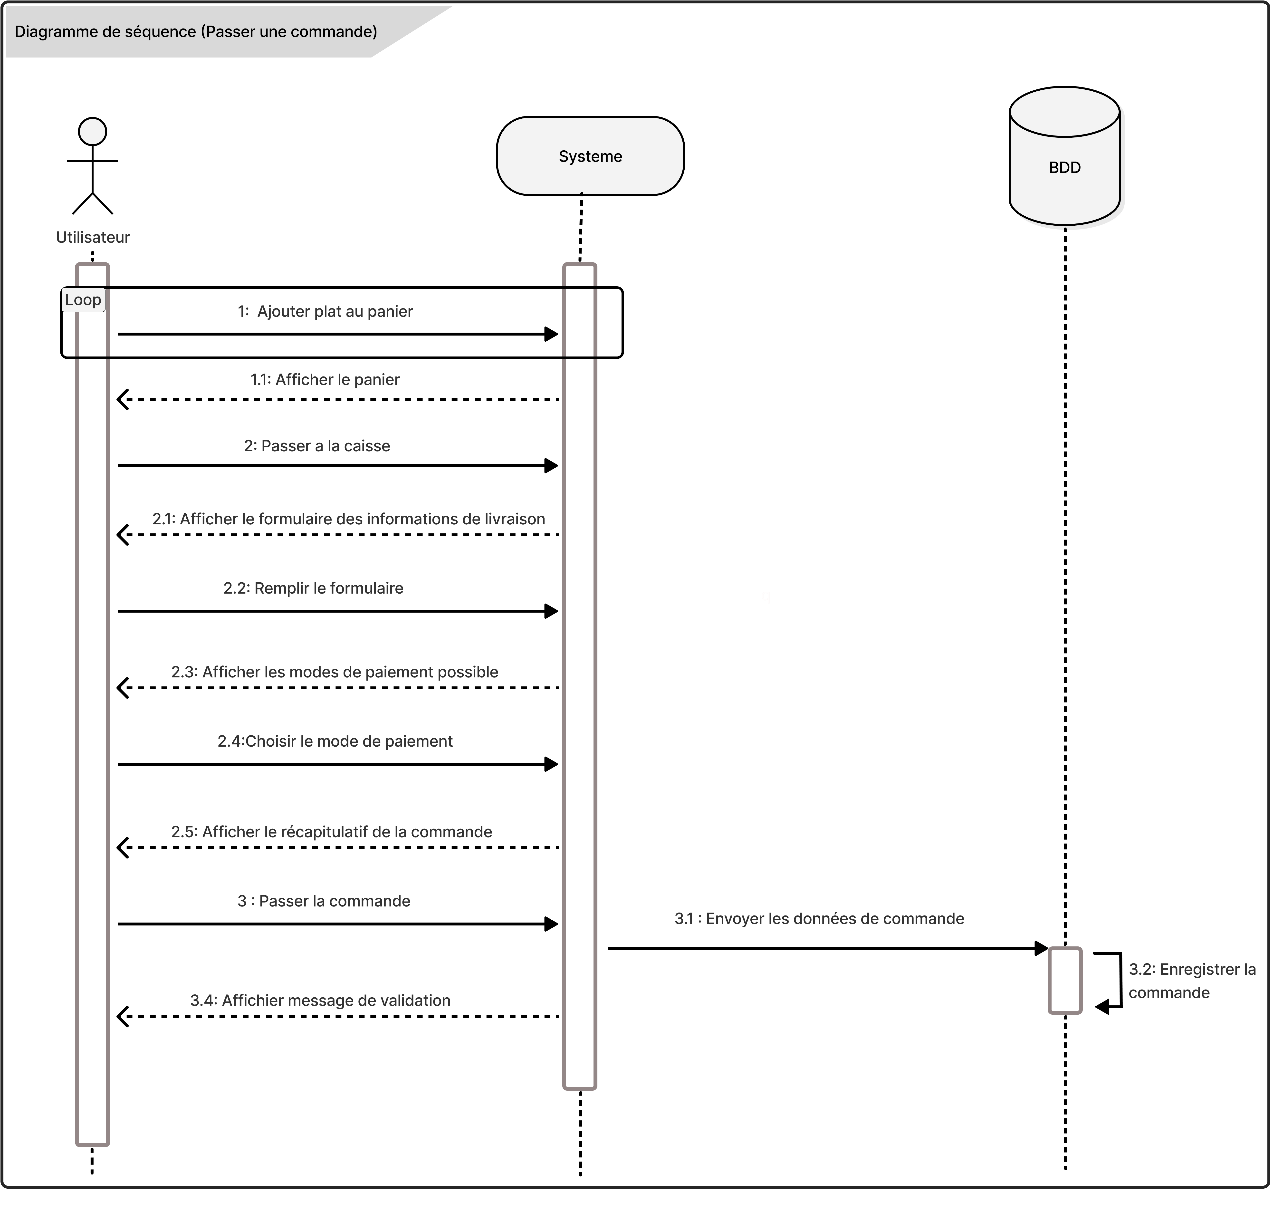 Diagramme de séquence (Passer une commande)
Systeme
BDD
Utilisateur
Loop
1: Ajouter plat au panier
1.1: Afficher le panier
2: Passer a la caisse
2.1: Afficher le formulaire des informations de livraison
2.2: Remplir le formulaire
2.3: Afficher les modes de paiement possible
2.4:Choisir le mode de paiement
2.5: Afficher le récapitulatif de la commande
3 : Passer la commande
3.1 : Envoyer les données de commande
3.2: Enregistrer la
commande
3.4: Affichier message de validation